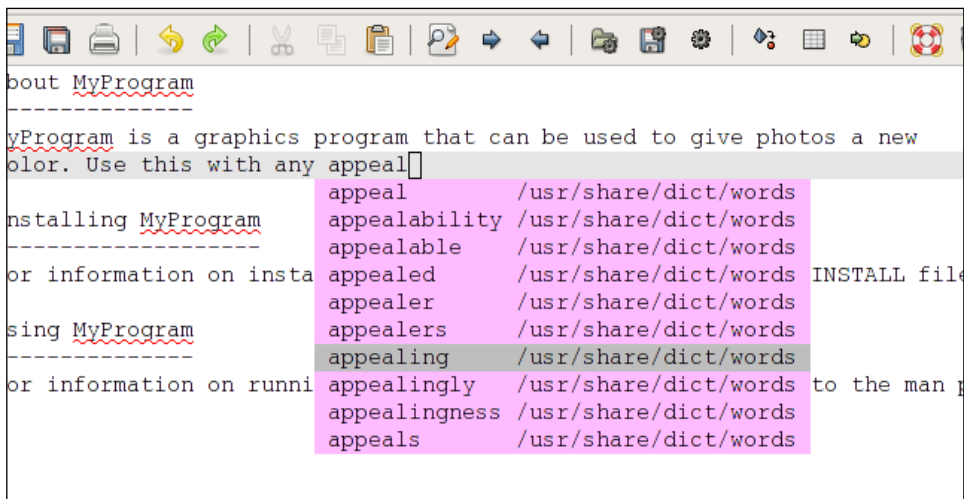 bout MyProgram
--------------
yProgram is a graphics program that can be used to give photos a new
olor. Use this with any appeal
appeal /usr/share/dict/words
nstalling MyProgram appealability /usr/share/dict/words
------------------- appealable /usr/share/dict/words
or information on insta appealed /usr/share/dict/words INSTALL file
appealer /usr/share/dict/words
sing MyProgram appealers /usr/share/dict/words
-------------- appealing /usr/share/dict/words
or information on runni appealingly /usr/share/dict/words to the man p
appealingness /usr/share/dict/words
appeals /usr/share/dict/words